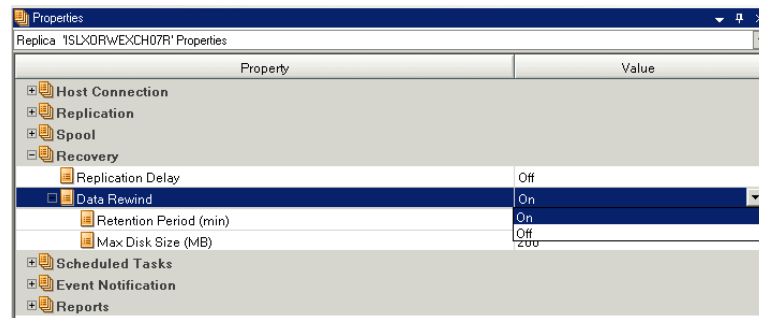 Properties
Replica 'ISLXORWEXCH07R' Properties
Property Value
Host Connection
Replication
Spool
Recovery
Replication Delay Off
Data Rewind On
Retention Period (min) On
Off
Max Disk Size (MB) 200
Scheduled Tasks
Event Notification
Reports